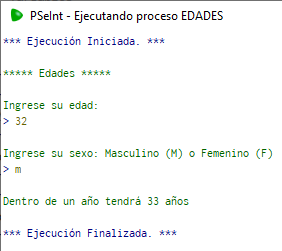 PSeInt - Ejecutando proceso EDADES
*** Ejecución Iniciada. ***
***** Edades *****
Ingrese su edad:
> 32
Ingrese su sexo: Masculino (M) o Femenino (F)
> m
Dentro de un año tendrá 33 años
*** Ejecución Finalizada. ***